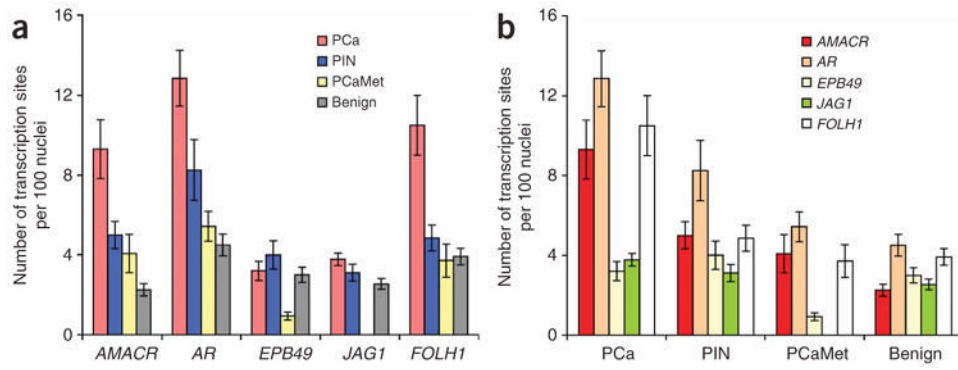 a
16
12
8
4
0
Number of transcription sites
per 100 nuclei
PCa
PIN
PCaMet
Benign
AMACR AR EPB49 JAG1 FOLH1
b
16
12
8
4
0
Number of transcription sites
per 100 nuclei
AMACR
AR
EPB49
JAG1
FOLH1
PCa PIN PCaMet Benign